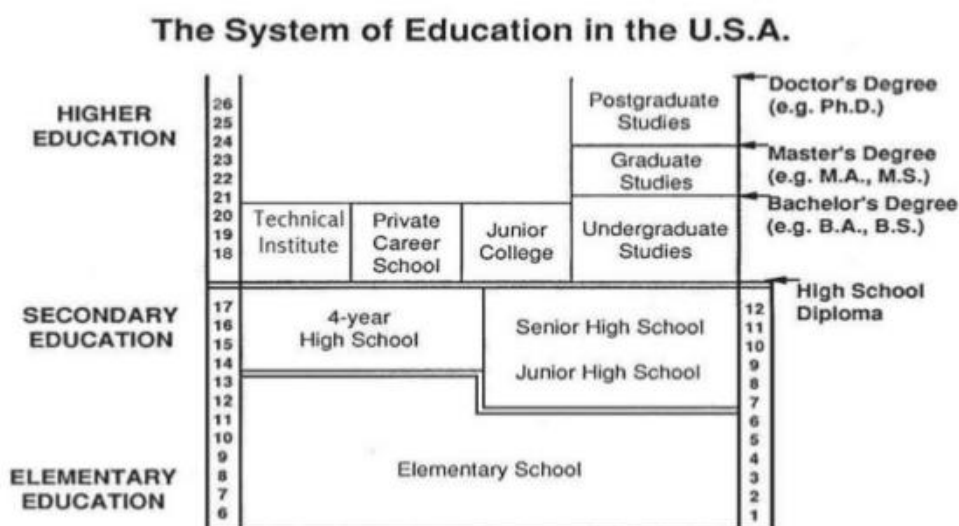 The System of Education in the U.S.A.
HIGHER
EDUCATION
26
25
24
23
22
21
20
19
18
Postgraduate
Studies
Graduate
Studies
Technical
Institute
Private
Career
School
Junior
College
Undergraduate
Studies
Doctor's Degree
(e.g. Ph.D.)
Master's Degree
(e.g. M.A., M.S.)
Bachelor's Degree
(e.g. B.A., B.S.)
High School
Diploma
SECONDARY
EDUCATION
17
16
15
14
13
12
11
10
9
8
7
6
4-year
High School
Senior High School
Junior High School
12
11
10
9
8
7
6
5
4
3
2
1
ELEMENTARY
EDUCATION
Elementary School